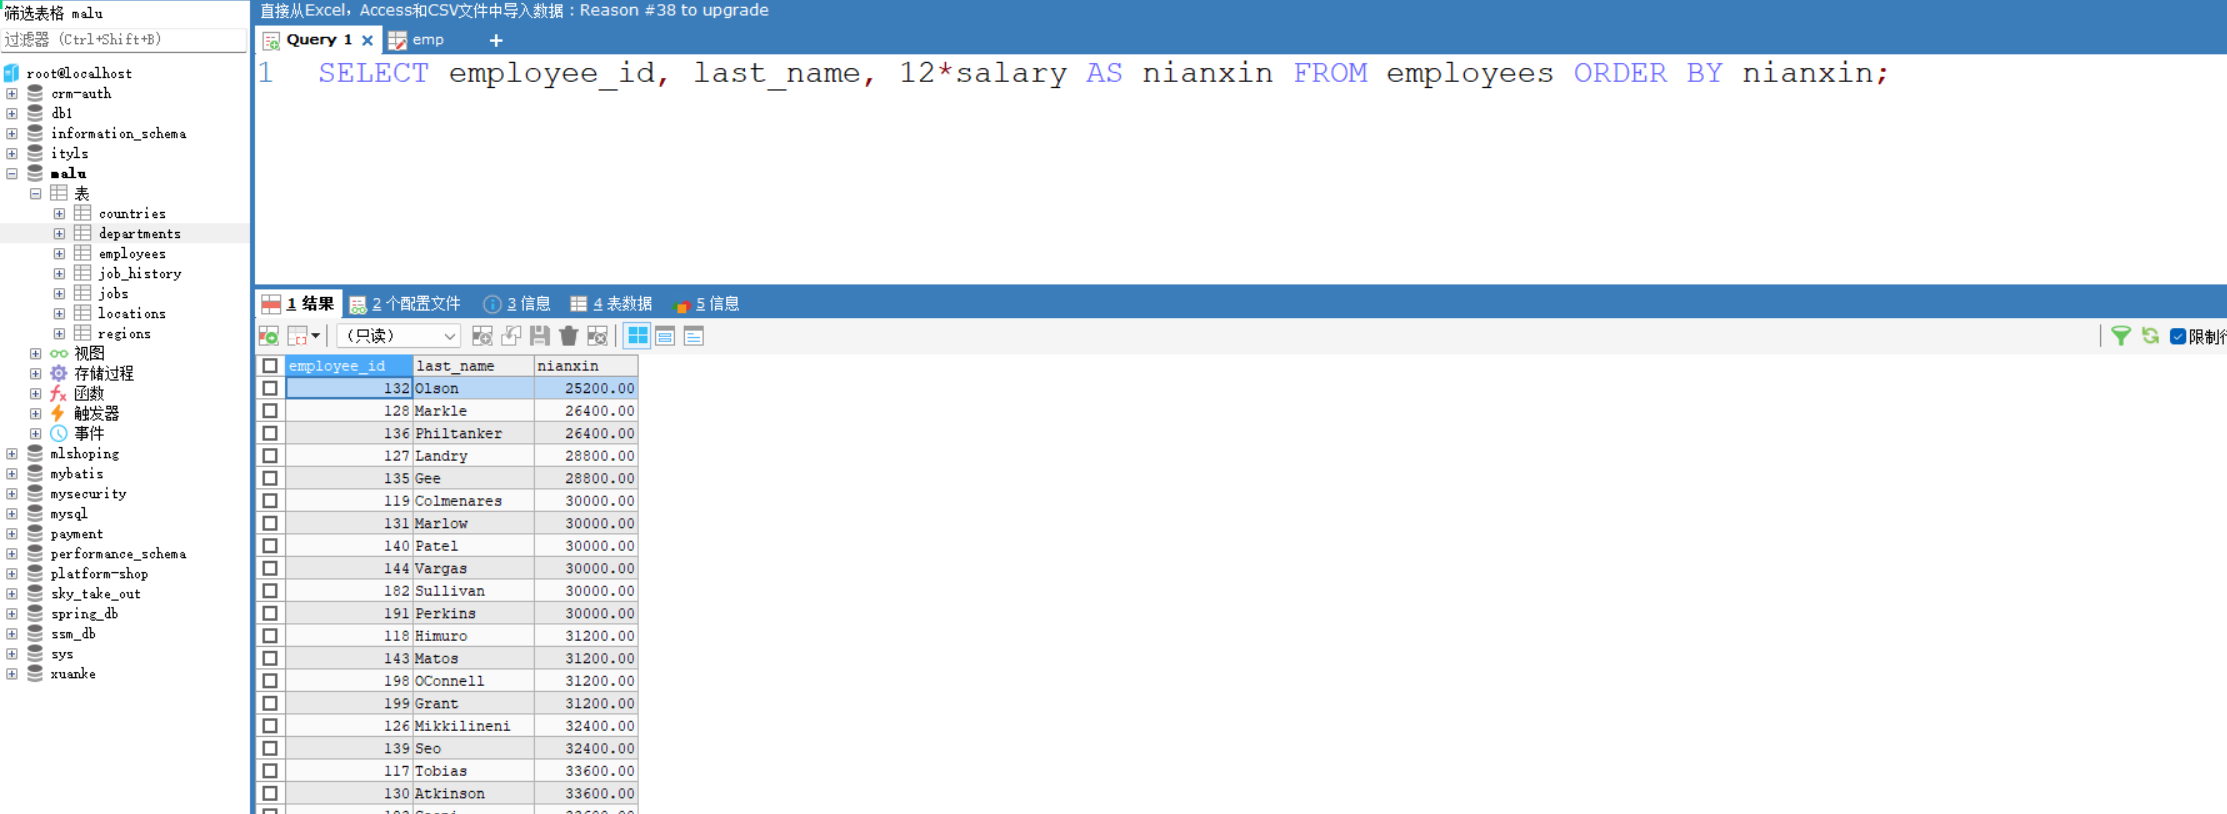 筛选表格 malu
过滤器 (Ctrl+Shift+B)
root@localhost
crm-auth
db1
information_schema
ityls
malu
表
countries
departments
employees
job_history
jobs
locations
regions
视图
存储过程
函数
触发器
事件
mlshoping
mybatis
mysecurity
mysql
payment
performance_schema
platform-shop
sky_take_out
spring_db
ssm_db
sys
xuanke
直接从Excel，Access和CSV文件中导入数据：Reason #38 to upgrade
Query 1 × emp +
1 SELECT employee_id, last_name, 12*salary AS nianxin FROM employees ORDER BY nianxin;
1 结果 2 个配置文件 3 信息 4 表数据 5 信息
（只读） 限制行
employee_id last_name nianxin
132 Olson 25200.00
128 Markle 26400.00
136 Philtanker 26400.00
127 Landry 28800.00
135 Gee 28800.00
119 Colmenares 30000.00
131 Marlow 30000.00
140 Patel 30000.00
144 Vargas 30000.00
182 Sullivan 30000.00
191 Perkins 30000.00
118 Himuro 31200.00
143 Matos 31200.00
198 OConnell 31200.00
199 Grant 31200.00
126 Mikkilineni 32400.00
139 Seo 32400.00
117 Tobias 33600.00
130 Atkinson 33600.00